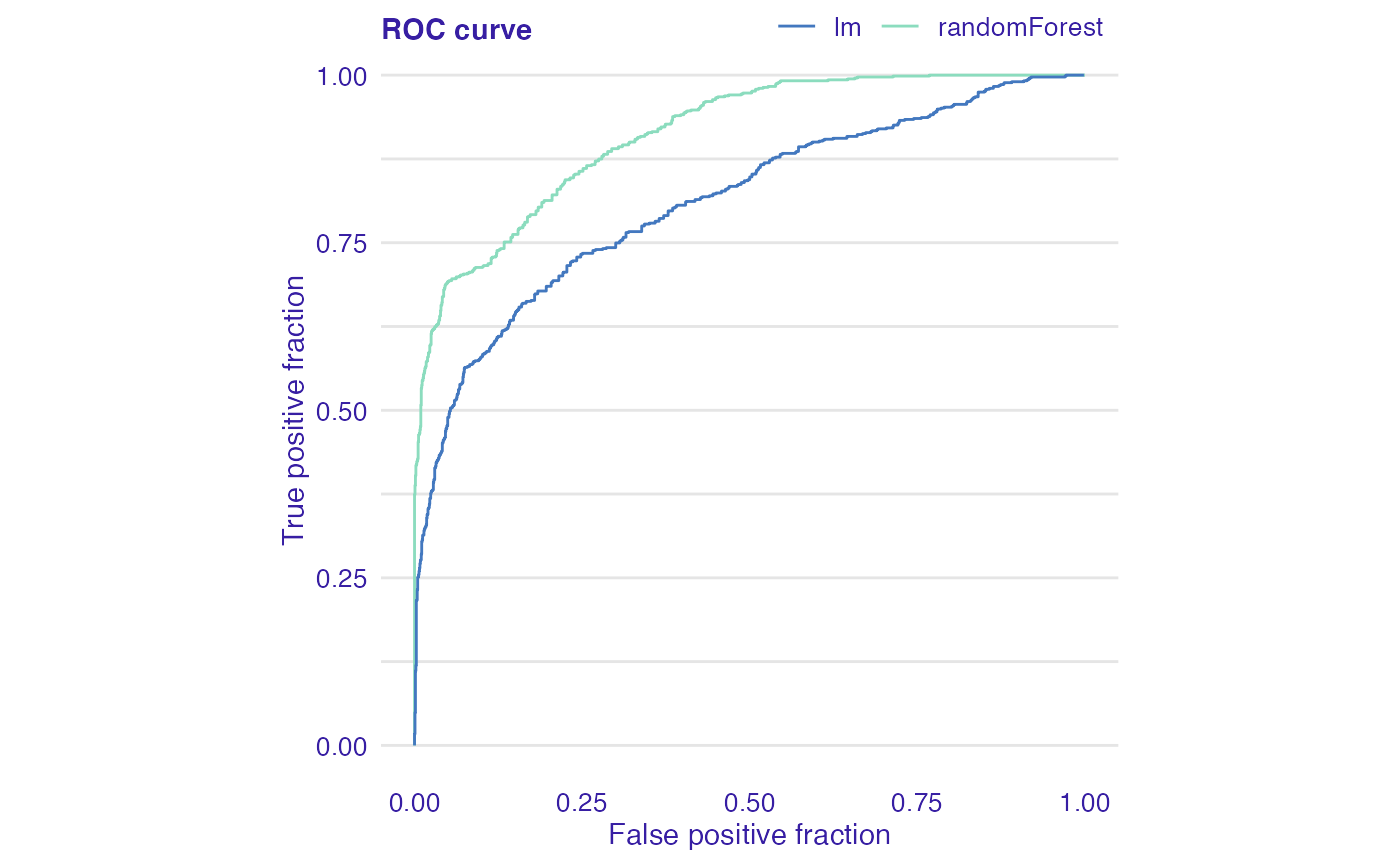 ROC curve
lm
randomForest
True positive fraction
1.00
0.75
0.50
0.25
0.00
0.00 0.25 0.50 0.75 1.00
False positive fraction